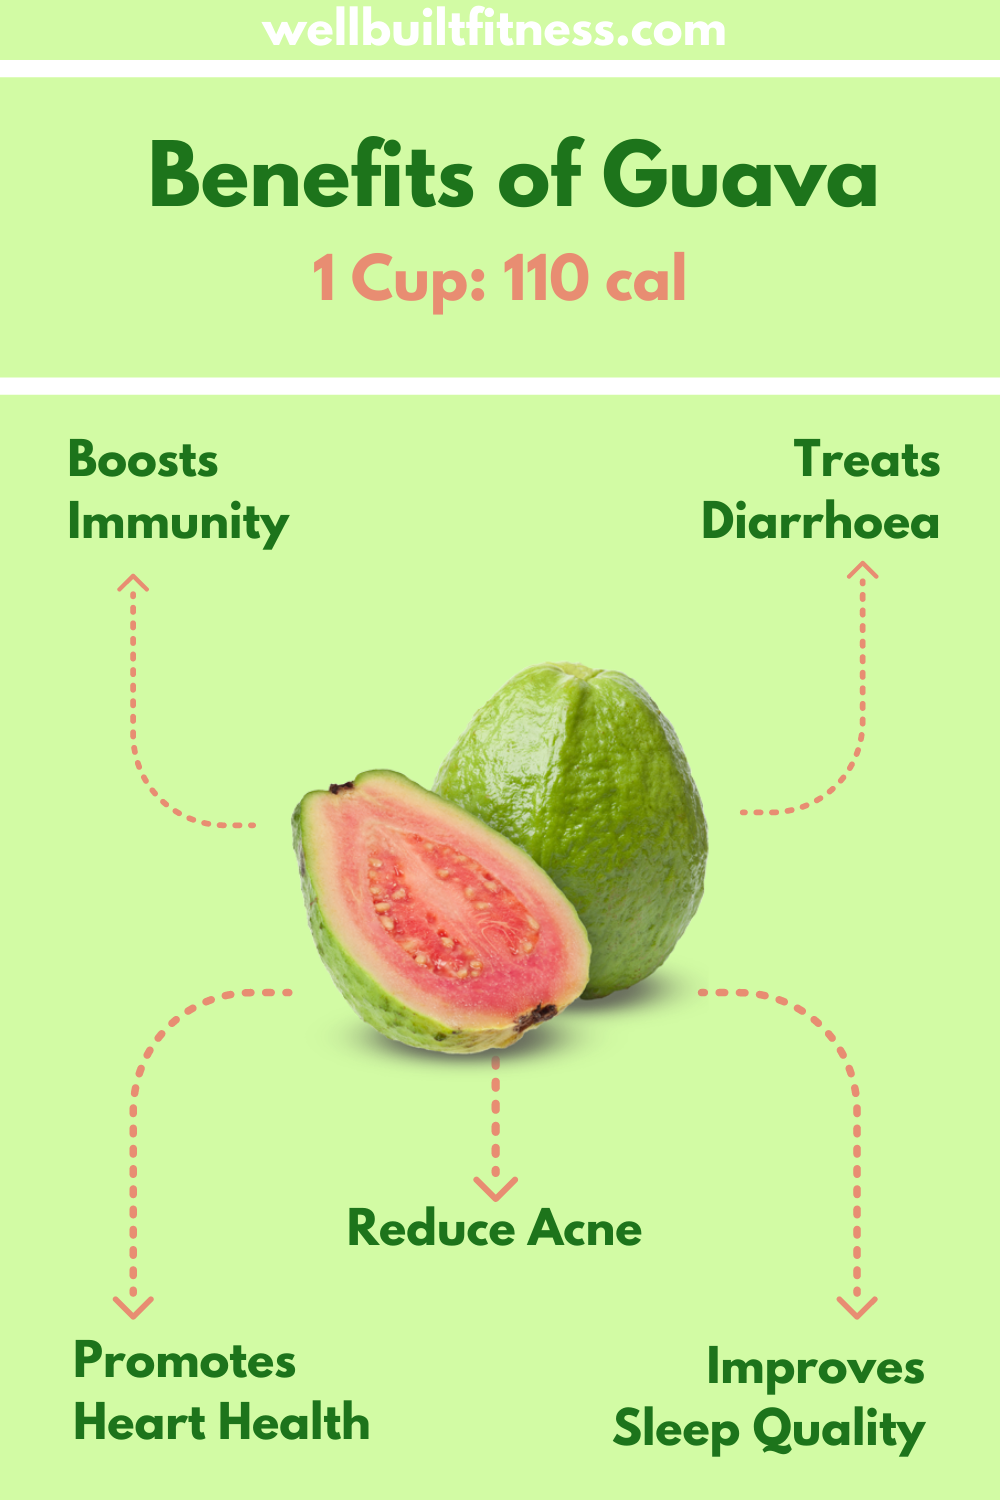 wellbuiltfitness.com
Benefits of Guava
1 Cup: 110 cal
Boosts
Immunity
Treats
Diarrhoea
Reduce Acne
Promotes
Heart Health
Improves
Sleep Quality